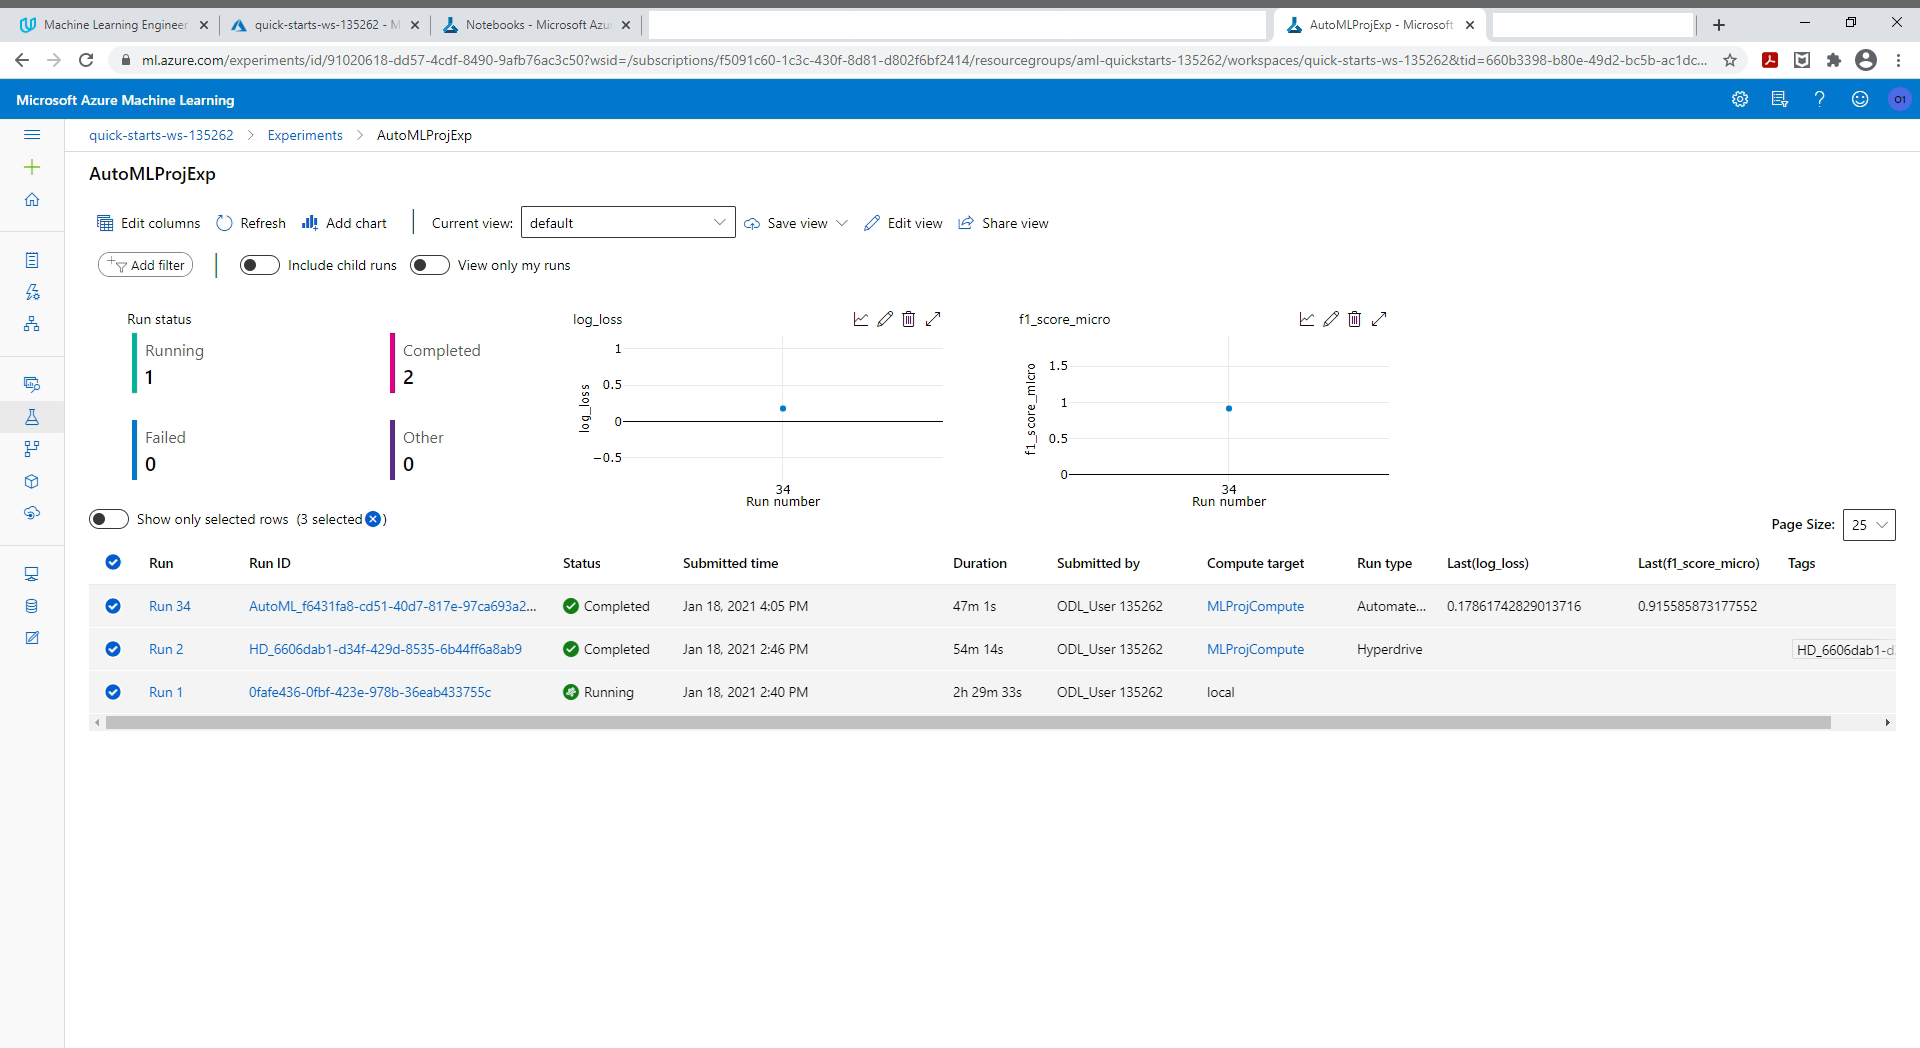 Machine Learning Engineer
quick-starts-ws-135262 - M
Notebooks - Microsoft Azu
AutoMLProjExp - Microsoft
ml.azure.com/experiments/id/91020618-dd57-4cdf-8490-9afb76ac3c50?wsid=/subscriptions/f5091c60-1c3c-430f-8d81-d802f6bf2414/resourcegroups/aml-quickstarts-135262/workspaces/quick-starts-ws-135262&tid=660b3398-b80e-49d2-bc5b-ac1dc...
Microsoft Azure Machine Learning
O1
quick-starts-ws-135262 > Experiments > AutoMLProjExp
AutoMLProjExp
Edit columns Refresh Add chart Current view: default Save view Edit view Share view
Add filter Include child runs View only my runs
Run status
Running
1
Completed
2
Failed
0
Other
0
log_loss
1
0.5
0
−0.5
log_loss
34
Run number
f1_score_micro
1.5
1
0.5
0
f1_score_micro
34
Run number
Show only selected rows (3 selected )
Page Size: 25
Run Run ID Status Submitted time Duration Submitted by Compute target Run type Last(log_loss) Last(f1_score_micro) Tags
Run 34 AutoML_f6431fa8-cd51-40d7-817e-97ca693a2... Completed Jan 18, 2021 4:05 PM 47m 1s ODL_User 135262 MLProjCompute Automate... 0.17861742829013716 0.915585873177552
Run 2 HD_6606dab1-d34f-429d-8535-6b44ff6a8ab9 Completed Jan 18, 2021 2:46 PM 54m 14s ODL_User 135262 MLProjCompute Hyperdrive HD_6606dab1-d
Run 1 0fafe436-0fbf-423e-978b-36eab433755c Running Jan 18, 2021 2:40 PM 2h 29m 33s ODL_User 135262 local